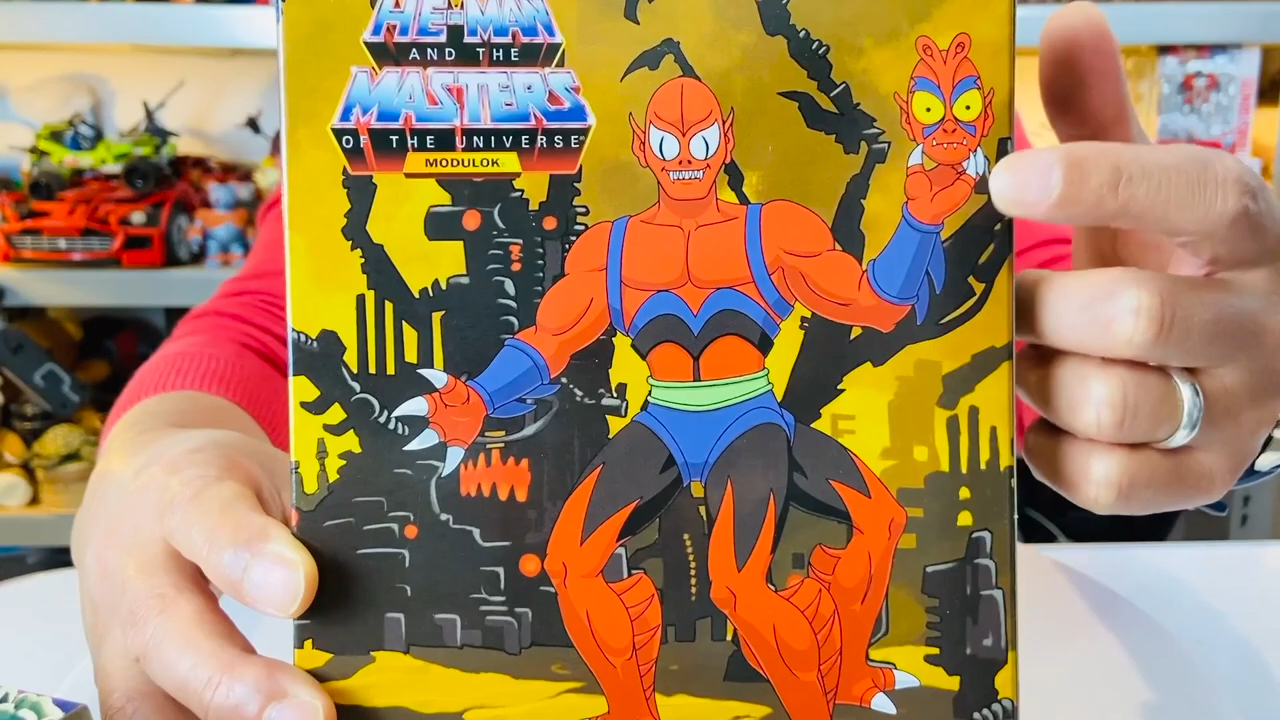 HE-MAN
AND THE
MASTERS
OF THE UNIVERSE
MODULOK